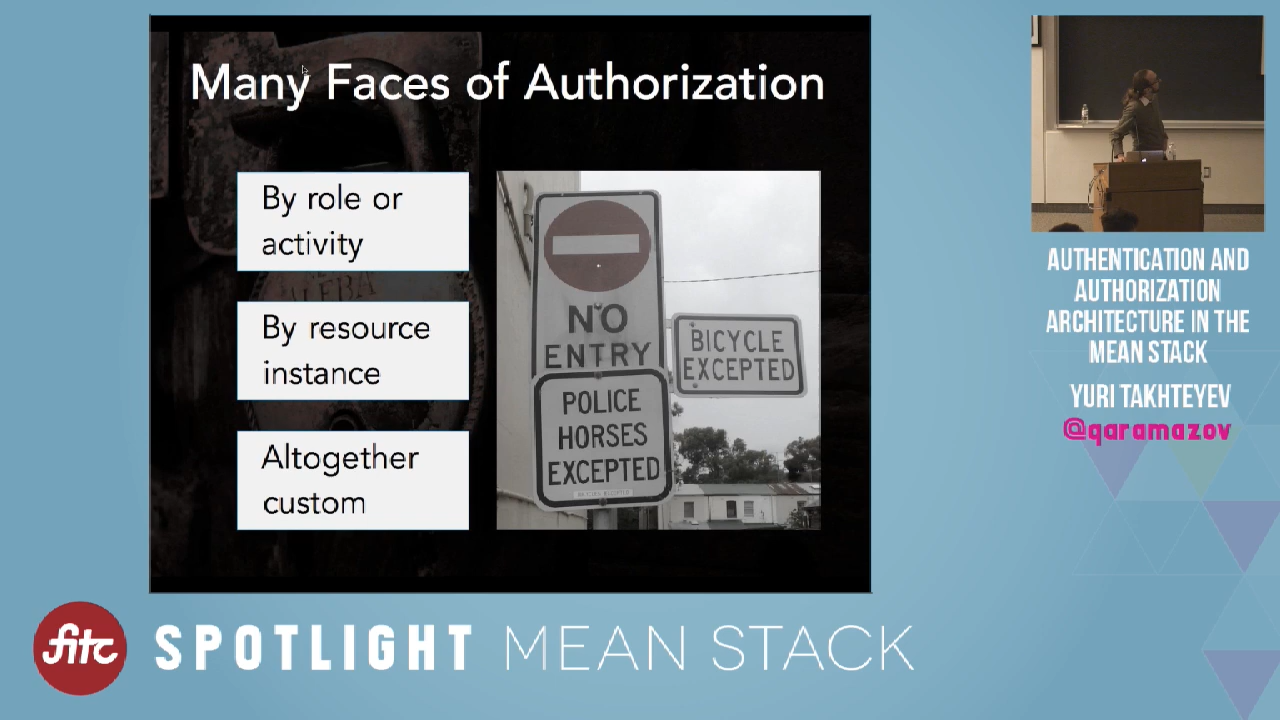 Many Faces of Authorization
By role or
activity
By resource
instance
Altogether
custom
NO
ENTRY
POLICE
HORSES
EXCEPTED
BICYCLE
EXCEPTED
AUTHENTICATION AND
AUTHORIZATION
ARCHITECTURE IN THE
MEAN STACK
YURI TAKHTEYEV
@qaramazov
fitc
SPOTLIGHT MEAN STACK